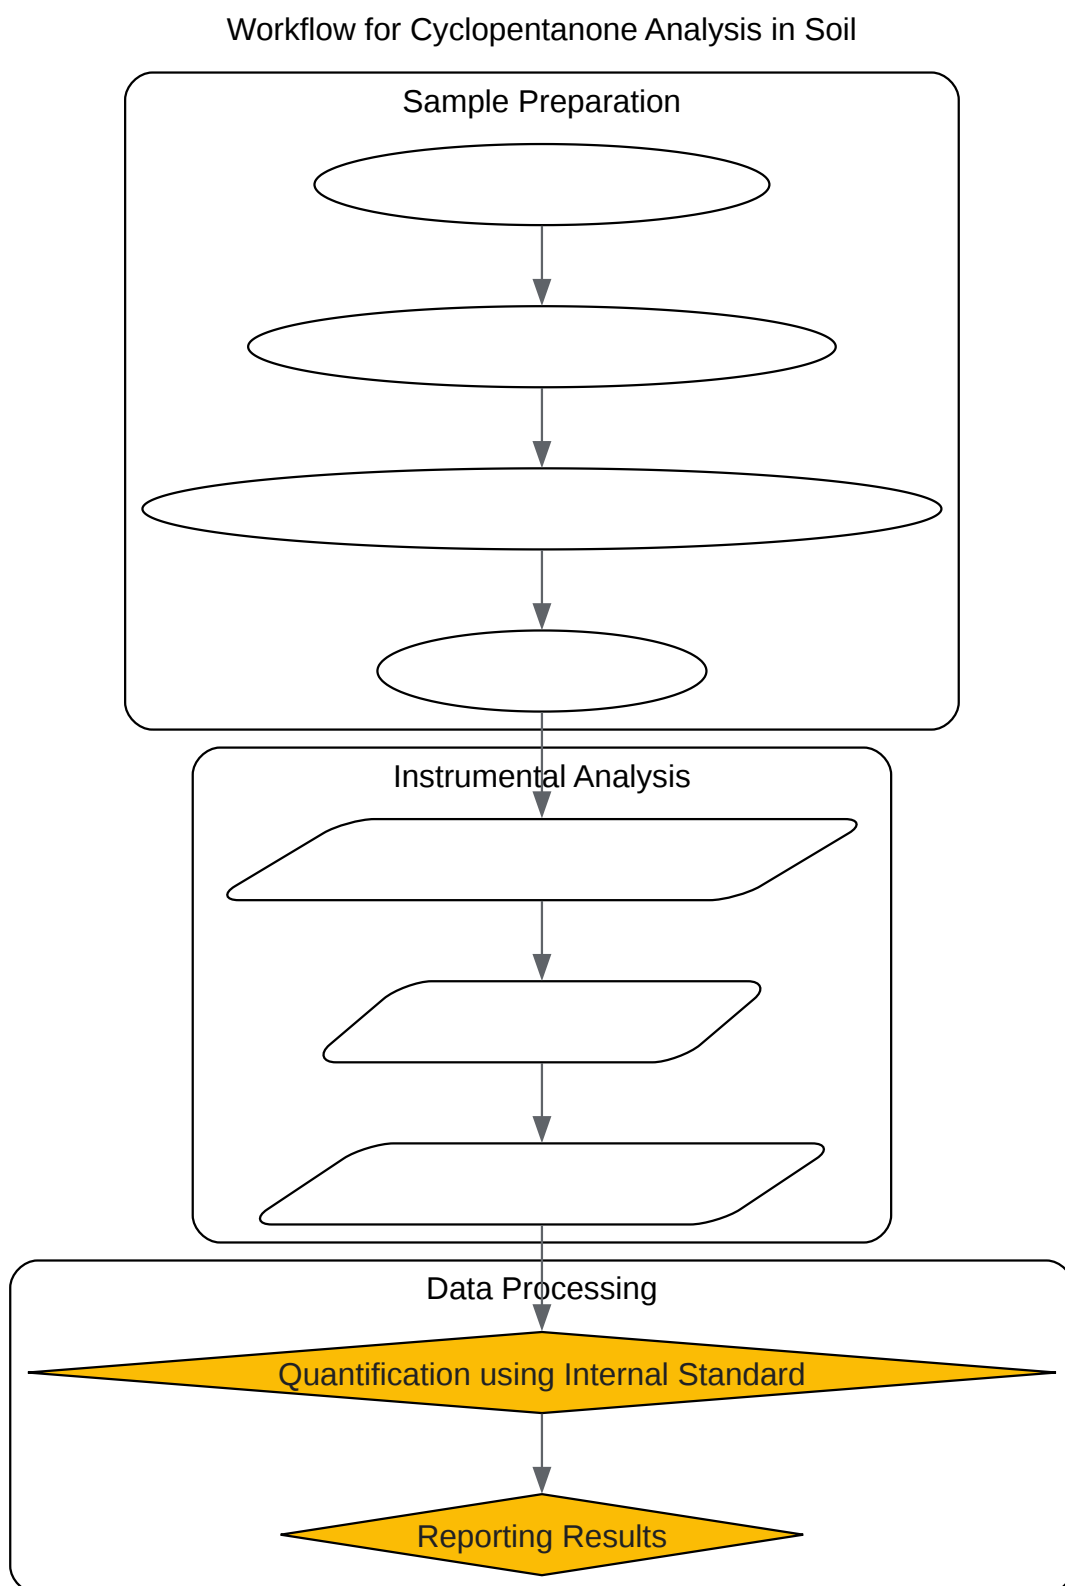 Workflow for Cyclopentanone Analysis in Soil
Sample Preparation
Instrumental Analysis
Data Processing
Quantification using Internal Standard
Reporting Results